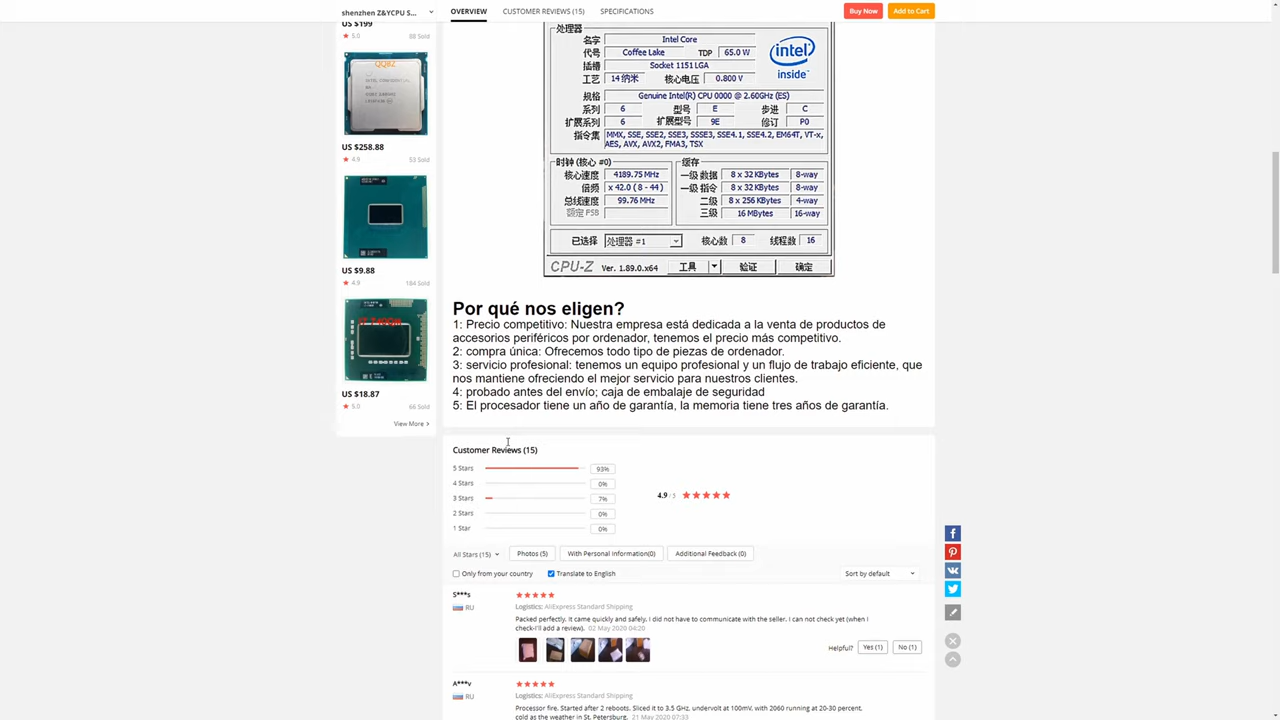 shenzhen Z&YCPU S...
OVERVIEW
CUSTOMER REVIEWS (15)
SPECIFICATIONS
Buy Now
Add to Cart
US $199
5.0
88 Sold
US $258.88
4.9
53 Sold
US $9.88
4.9
184 Sold
US $18.87
5.0
66 Sold
View More >
处理器
名字 Intel Core
代号 Coffee Lake TDP 65.0 W
插槽 Socket 1151 LGA
工艺 14 纳米 核心电压 0.800 V
intel inside
规格 Genuine Intel(R) CPU 0000 @ 2.60GHz (ES)
系列 6 型号 E 步进 C
扩展系列 6 扩展型号 9E 修订 P0
指令集 MMX, SSE, SSE2, SSE3, SSSE3, SSE4.1, SSE4.2, EM64T, VT-x,
AES, AVX, AVX2, FMA3, TSX
时钟 (核心 #0)
核心速度 4189.75 MHz
倍频 x 42.0 ( 8 - 44 )
总线速度 99.76 MHz
额定 FSB
缓存
一级 数据 8 x 32 KBytes 8-way
一级 指令 8 x 32 KBytes 8-way
二级 8 x 256 KBytes 4-way
三级 16 MBytes 16-way
已选择 处理器 #1 核心数 8 线程数 16
CPU-Z Ver. 1.89.0.x64 工具 验证 确定
Por qué nos eligen?
1: Precio competitivo: Nuestra empresa está dedicada a la venta de productos de
accesorios periféricos por ordenador, tenemos el precio más competitivo.
2: compra única: Ofrecemos todo tipo de piezas de ordenador.
3: servicio profesional: tenemos un equipo profesional y un flujo de trabajo eficiente, que
nos mantiene ofreciendo el mejor servicio para nuestros clientes.
4: probado antes del envío; caja de embalaje de seguridad
5: El procesador tiene un año de garantía, la memoria tiene tres años de garantía.
Customer Reviews (15)
5 Stars 93%
4 Stars 0%
3 Stars 7%
2 Stars 0%
1 Star 0%
4.9 / 5
All Stars (15)
Photos (5)
With Personal Information(0)
Additional Feedback (0)
Only from your country
Translate to English
Sort by default
S***s
RU
Logistics: AliExpress Standard Shipping
Packed perfectly. It came quickly and safely. I did not have to communicate with the seller. I can not check yet (when I
check-I'll add a review). 02 May 2020 04:20
Helpful? Yes (1) No (1)
A***v
RU
Logistics: AliExpress Standard Shipping
Processor fire. Started after 2 reboots. Sliced it to 3.5 GHz, undervolt at 100mV, with 2060 running at 20-30 percent,
cold as the weather in St. Petersburg. 21 May 2020 07:33